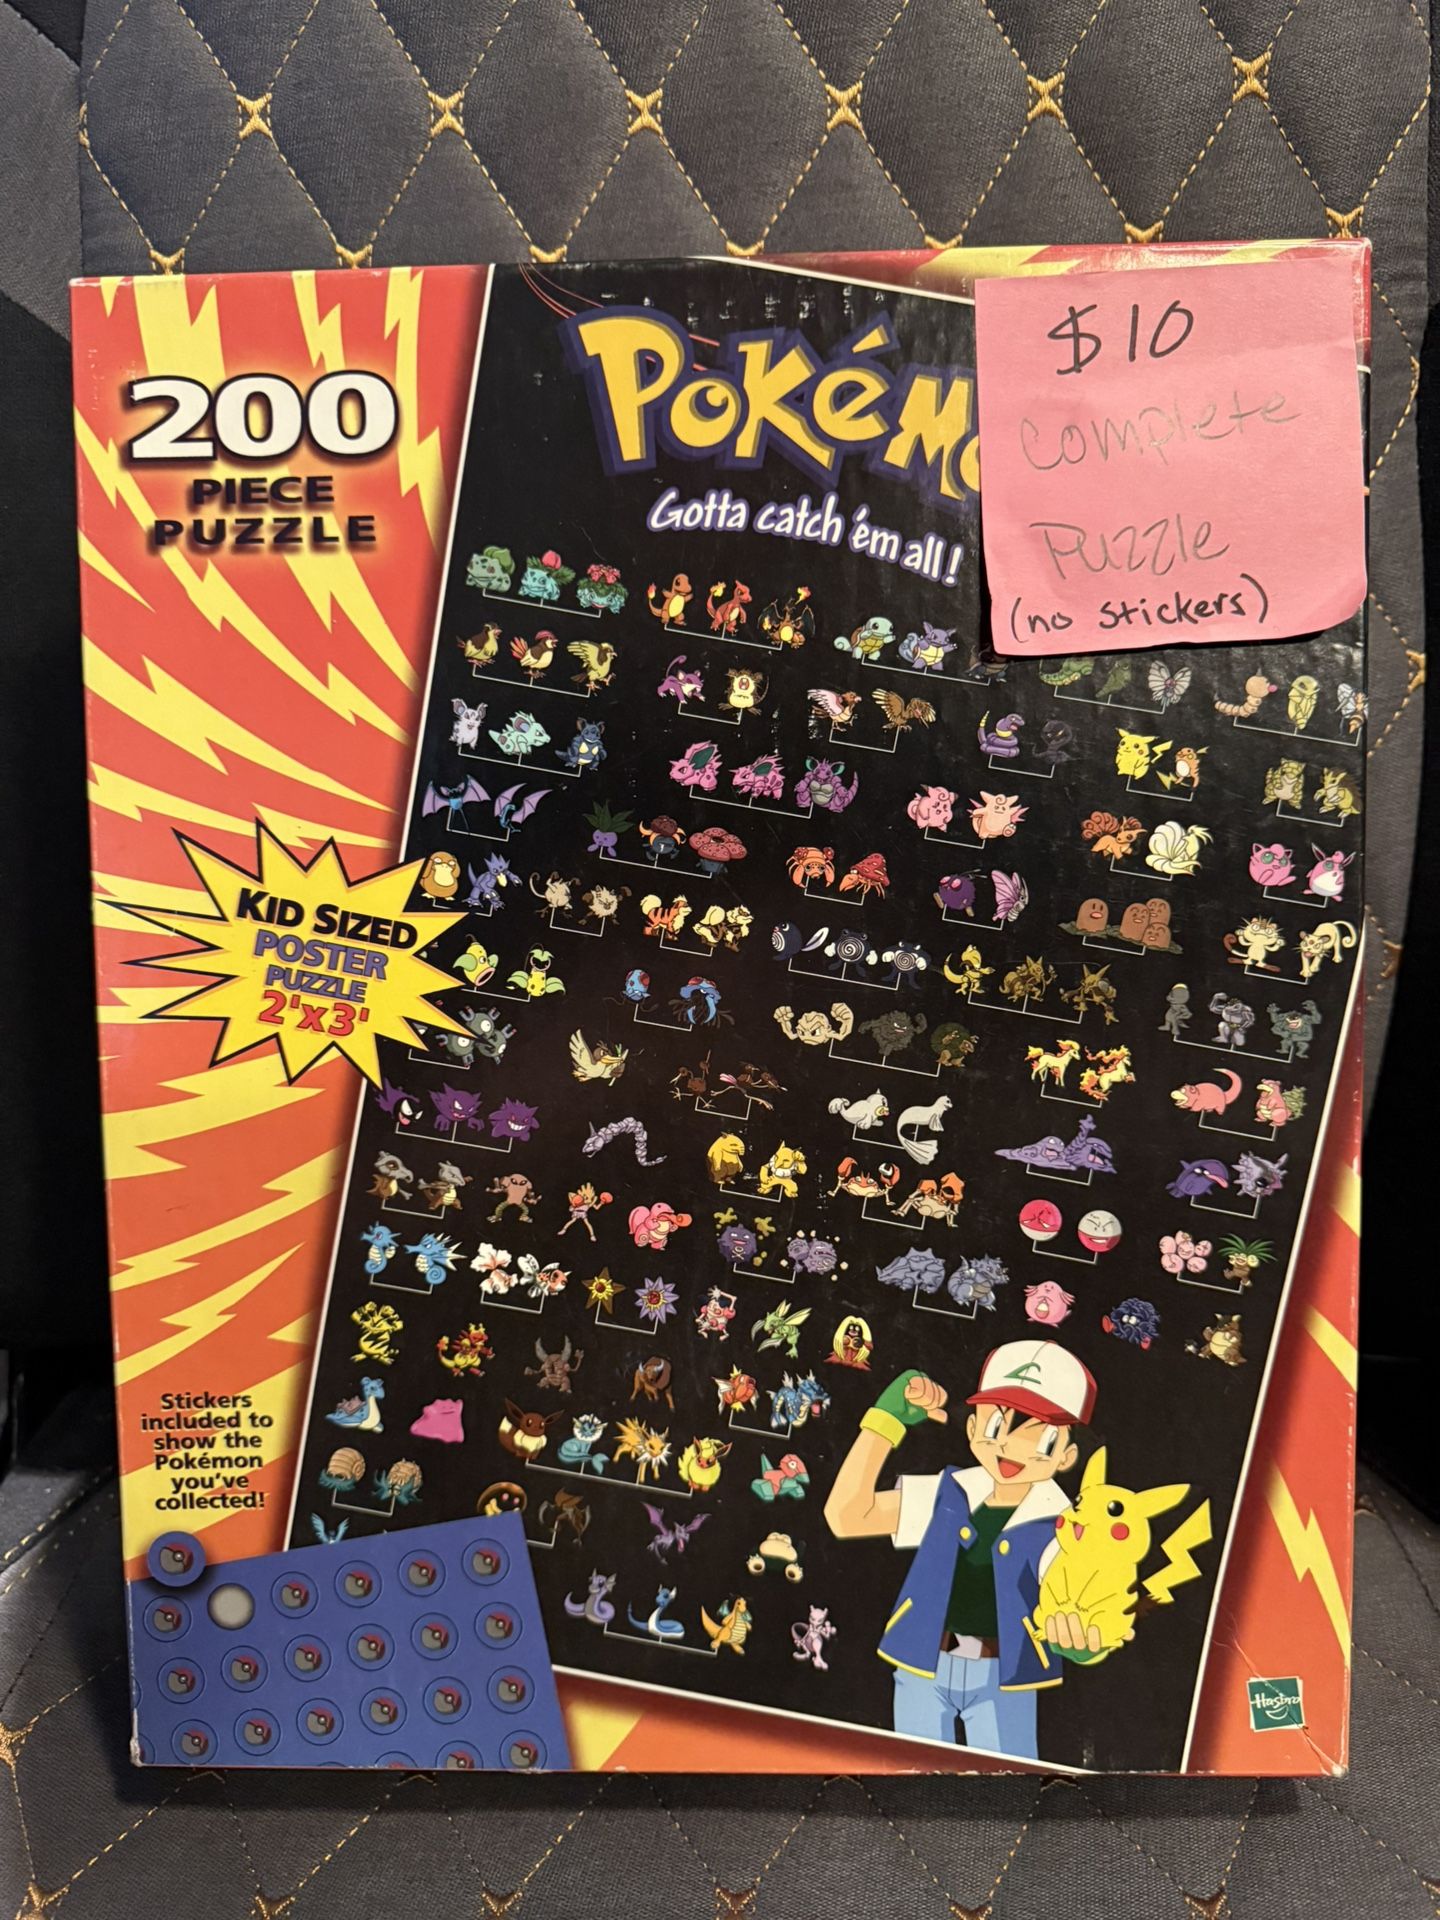 200
PIECE
PUZZLE
Pokémo
Gotta catch 'em all!
$10
Complete
Puzzle
(no stickers)
KID SIZED
POSTER
PUZZLE
2'x3'
Stickers
included to
show the
Pokémon
you've
collected!
Hasbro